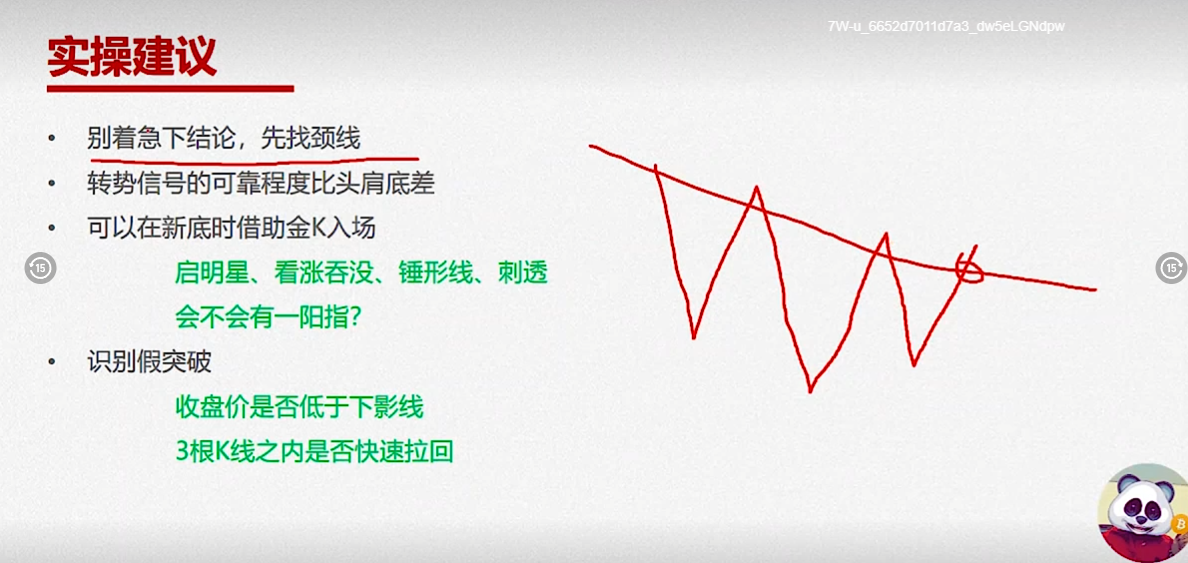 7W-u_6652d7011d7a3_dw5eLGNdpw
实操建议
• 别着急下结论，先找颈线
• 转势信号的可靠程度比头肩底差
• 可以在新底时借助金K入场
启明星、看涨吞没、锤形线、刺透
会不会有一阳指?
• 识别假突破
收盘价是否低于下影线
3根K线之内是否快速拉回
15
15